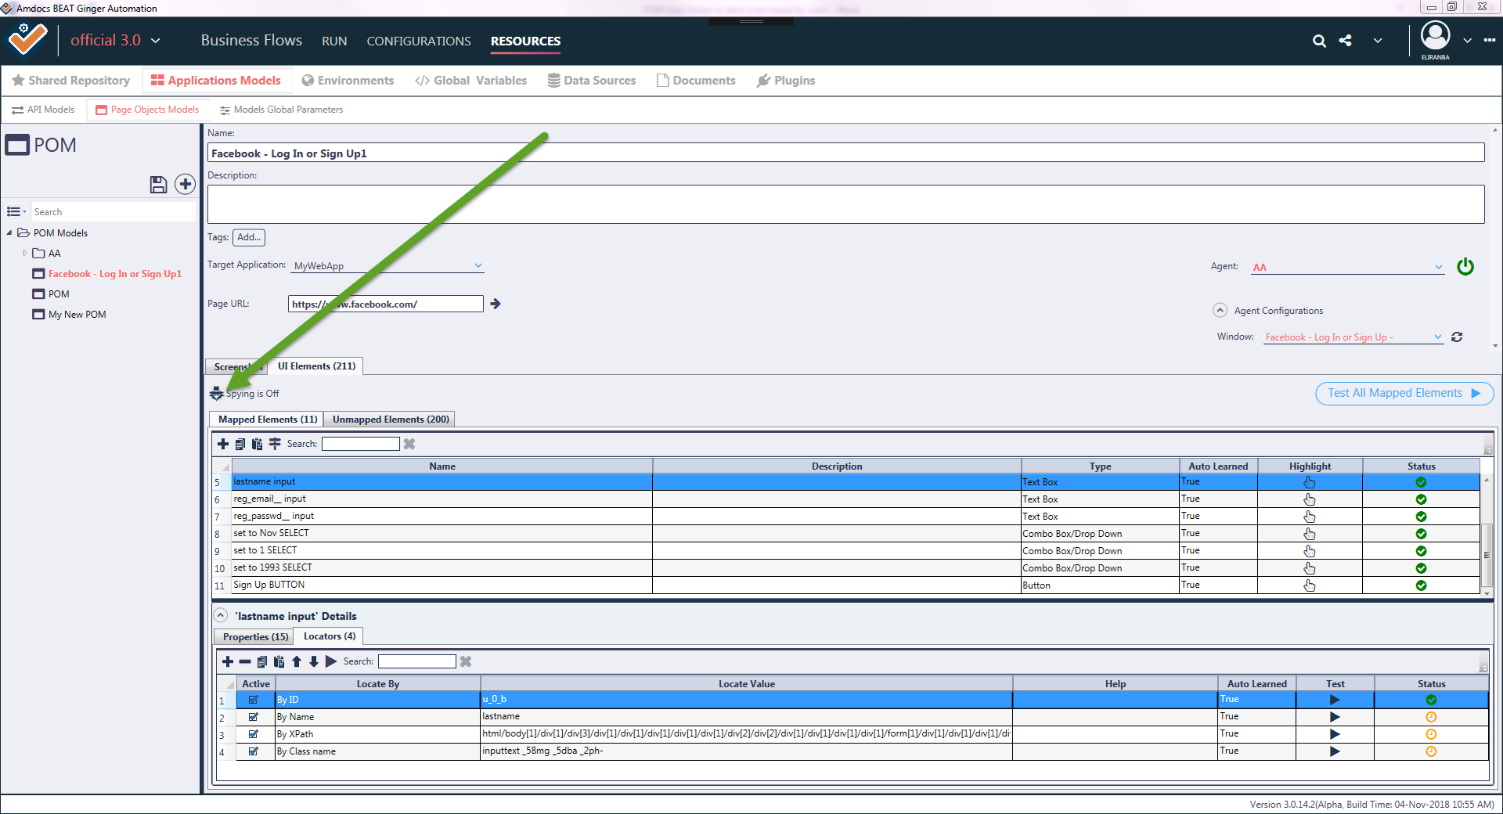 Amdocs BEAT Ginger Automation
official 3.0 Business Flows RUN CONFIGURATIONS RESOURCES
ELIRANBA
Shared Repository Applications Models Environments </> Global Variables Data Sources Documents Plugins
API Models Page Objects Models Models Global Parameters
POM
Search
POM Models
AA
Facebook - Log In or Sign Up1
POM
My New POM
Name:
Facebook - Log In or Sign Up1
Description:
Tags: Add...
Target Application: MyWebApp
Agent: AA
Page URL: https://www.facebook.com/
Agent Configurations
Window: Facebook - Log In or Sign Up -
UI Elements (211)
Spying is Off
Test All Mapped Elements
Mapped Elements (11) Unmapped Elements (200)
Search:
Name Description Type Auto Learned Highlight Status
5 lastname input Text Box True
6 reg_email__ input Text Box True
7 reg_passwd__ input Text Box True
8 set to Nov SELECT Combo Box/Drop Down True
9 set to 1 SELECT Combo Box/Drop Down True
10 set to 1993 SELECT Combo Box/Drop Down True
11 Sign Up BUTTON Button True
'lastname input' Details
Properties (15) Locators (4)
Search:
Active Locate By Locate Value Help Auto Learned Test Status
1 By ID u_0_b True
2 By Name lastname True
3 By XPath html/body[1]/div[1]/div[3]/div[1]/div[1]/div[1]/div[1]/div[1]/div[2]/div[2]/div[1]/div[1]/div[1]/div[1]/form[1]/div[1]/div[1]/div[1]/di True
4 By Class name inputtext _58mg _5dba _2ph- True
Version 3.0.14.2(Alpha, Build Time: 04-Nov-2018 10:55 AM)